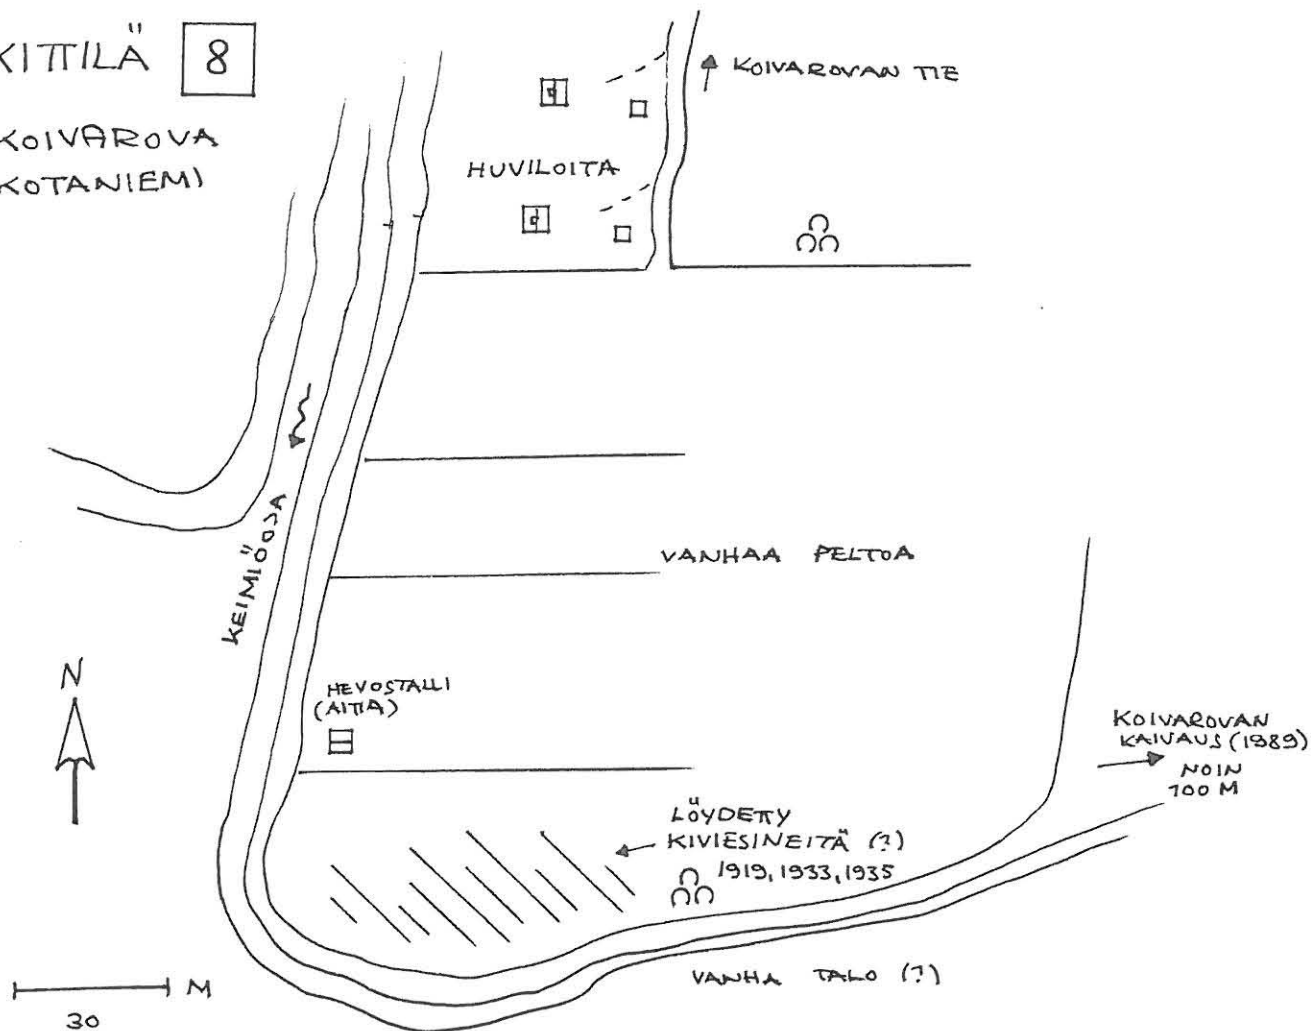 KITTILÄ 8
KOIVAROVA
KOTANIEMI
KOIVAROVAN TIE
HUVILOITA
KEIMIÖOJA
VANHAA PELTOA
N
HEVOSTALLI
(AITTA)
KOIVAROVAN
KAIVAUS (1989)
NOIN
100 M
LÖYDETTY
KIVIESINEITÄ (?)
1919, 1933, 1935
VANHA TALO (?)
M
30